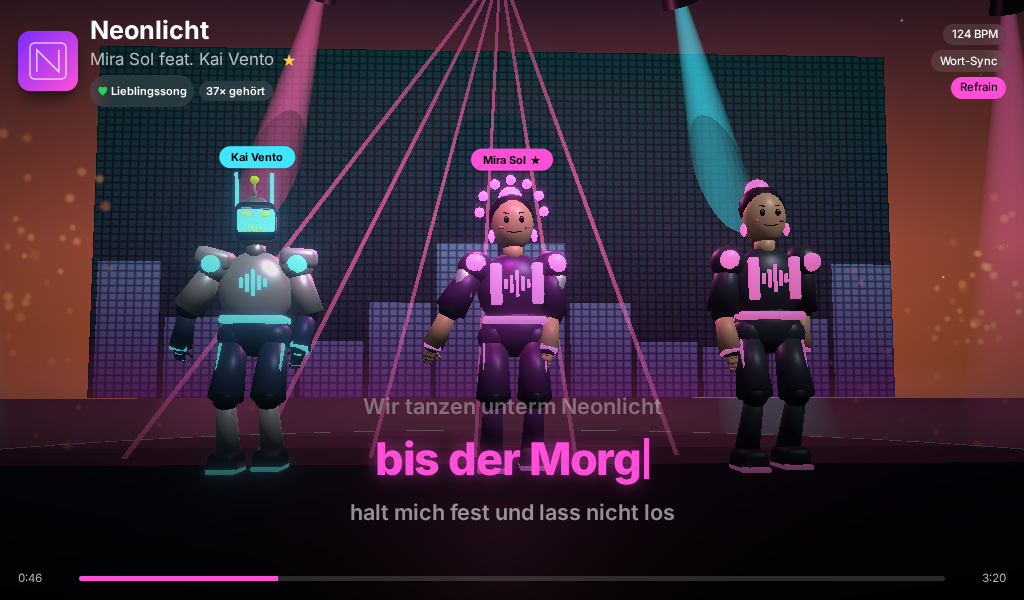 Neonlicht
Mira Sol feat. Kai Vento ★
Lieblingssong
37× gehört
124 BPM
Wort-Sync
Refrain
N
Kai Vento
Mira Sol ★
Wir tanzen unterm Neonlicht
bis der Morg
halt mich fest und lass nicht los
0:46
3:20